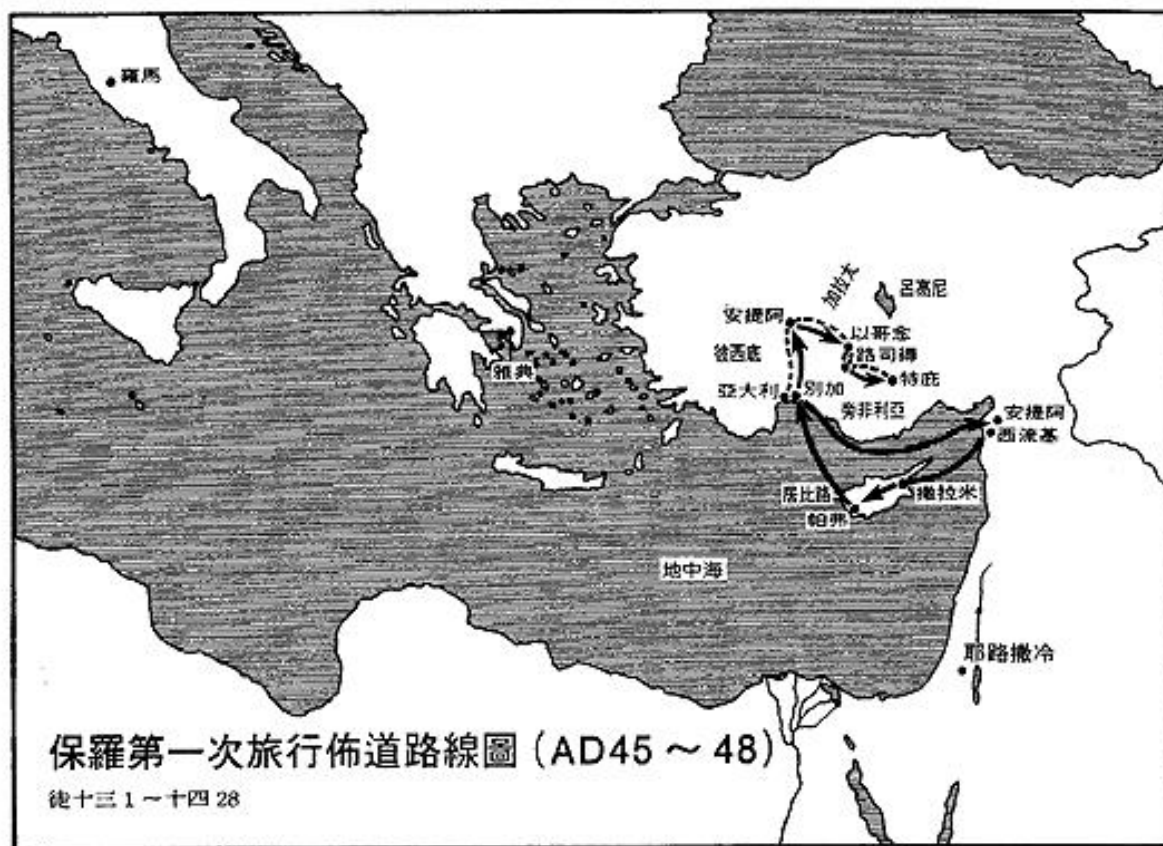 羅馬
加拉太
呂高尼
安提阿
以哥念
彼西底
路司得
雅典
特庇
亞大利
別加
旁非利亞
安提阿
西流基
居比路
撒拉米
帕弗
地中海
耶路撒冷
保羅第一次旅行佈道路線圖(AD45～48)
徒十三1～十四28